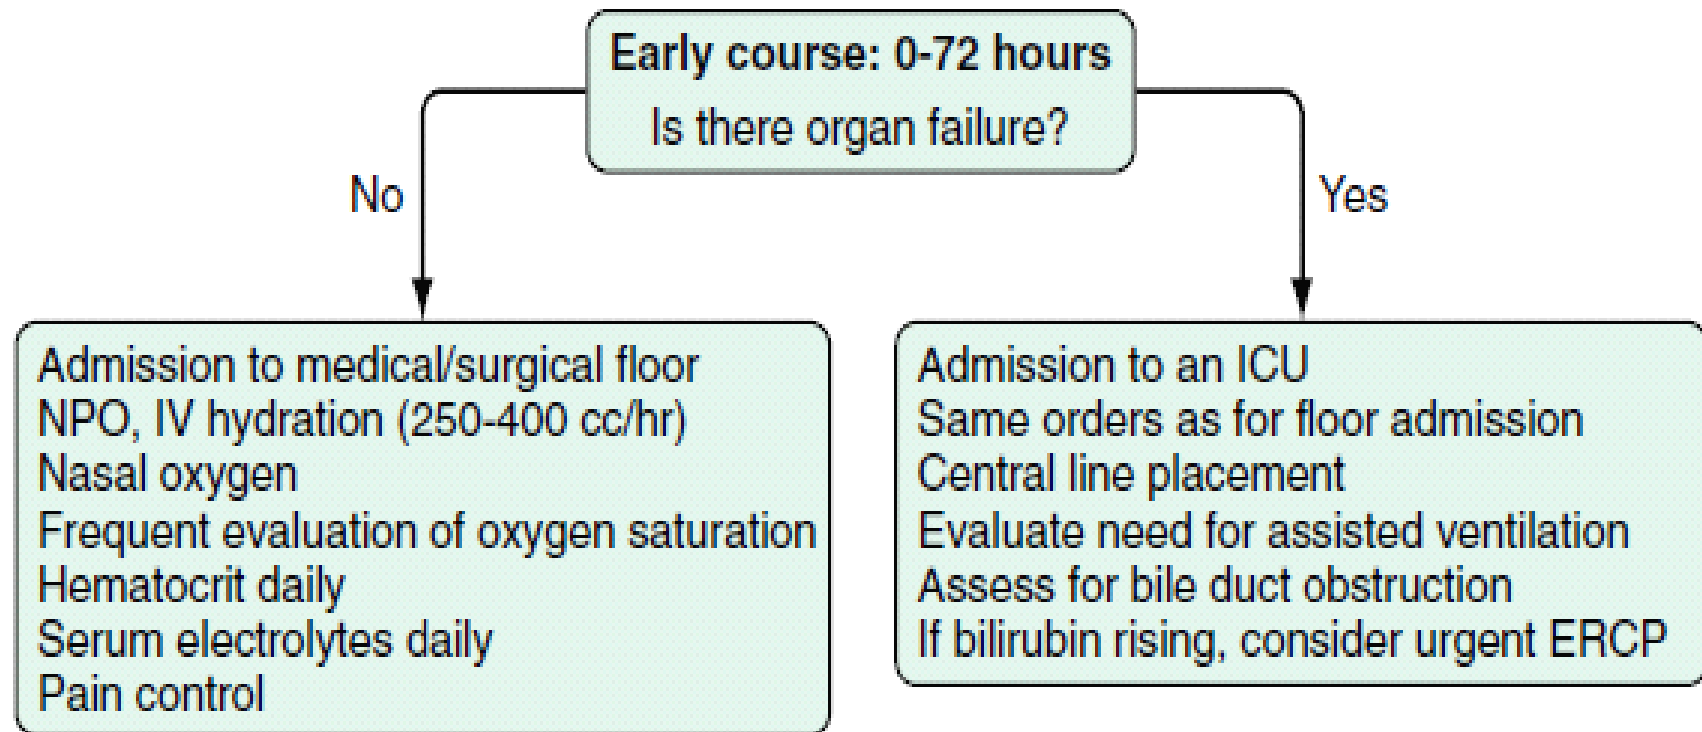 Early course: 0-72 hours
Is there organ failure?
No
Yes
Admission to medical/surgical floor
NPO, IV hydration (250-400 cc/hr)
Nasal oxygen
Frequent evaluation of oxygen saturation
Hematocrit daily
Serum electrolytes daily
Pain control
Admission to an ICU
Same orders as for floor admission
Central line placement
Evaluate need for assisted ventilation
Assess for bile duct obstruction
If bilirubin rising, consider urgent ERCP